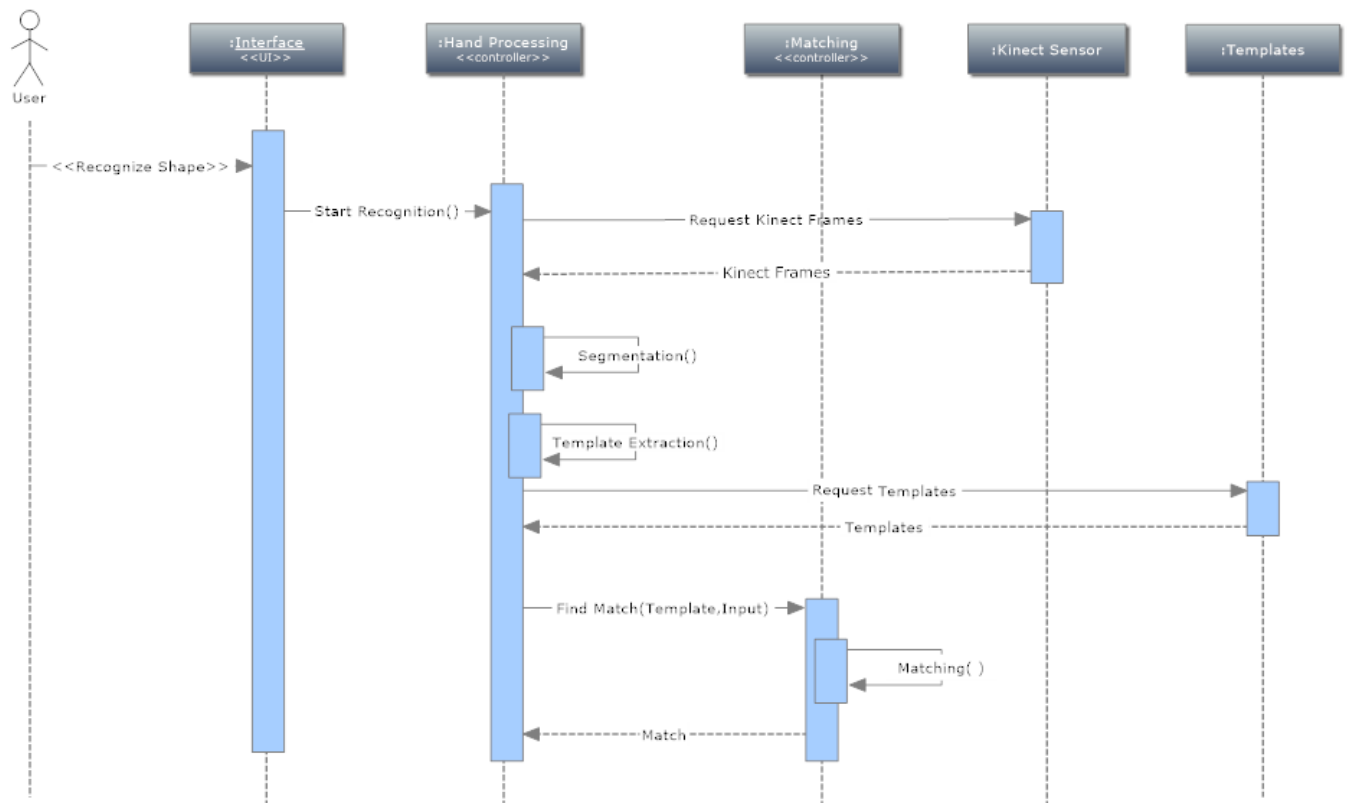 :Interface
<<UI>>
:Hand Processing
<<controller>>
:Matching
<<controller>>
:Kinect Sensor
:Templates
User
<<Recognize Shape>>
Start Recognition()
Request Kinect Frames
Kinect Frames
Segmentation()
Template Extraction()
Request Templates
Templates
Find Match(Template,Input)
Matching( )
Match